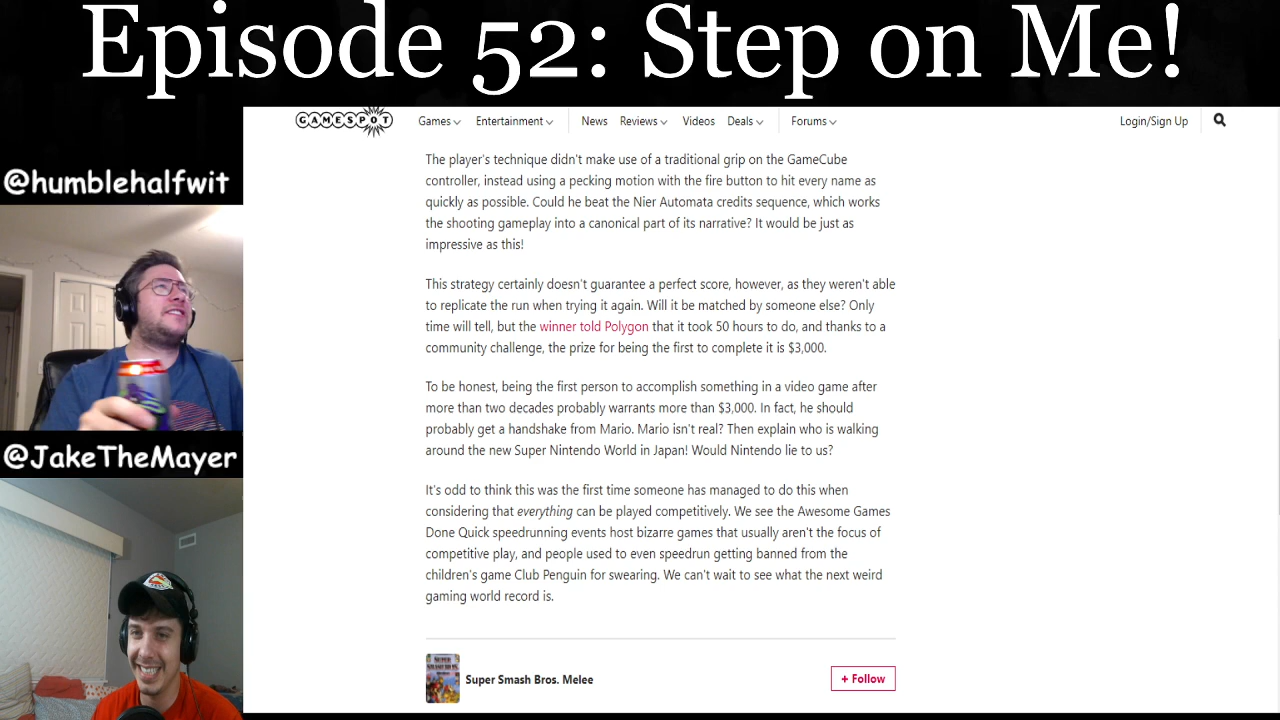 Episode 52: Step on Me!
GAMESPOT
Games Entertainment News Reviews Videos Deals Forums Login/Sign Up
@humblehalfwit
@JakeTheMayer
The player's technique didn't make use of a traditional grip on the GameCube
controller, instead using a pecking motion with the fire button to hit every name as
quickly as possible. Could he beat the Nier Automata credits sequence, which works
the shooting gameplay into a canonical part of its narrative? It would be just as
impressive as this!
This strategy certainly doesn't guarantee a perfect score, however, as they weren't able
to replicate the run when trying it again. Will it be matched by someone else? Only
time will tell, but the winner told Polygon that it took 50 hours to do, and thanks to a
community challenge, the prize for being the first to complete it is $3,000.
To be honest, being the first person to accomplish something in a video game after
more than two decades probably warrants more than $3,000. In fact, he should
probably get a handshake from Mario. Mario isn't real? Then explain who is walking
around the new Super Nintendo World in Japan! Would Nintendo lie to us?
It's odd to think this was the first time someone has managed to do this when
considering that everything can be played competitively. We see the Awesome Games
Done Quick speedrunning events host bizarre games that usually aren't the focus of
competitive play, and people used to even speedrun getting banned from the
children's game Club Penguin for swearing. We can't wait to see what the next weird
gaming world record is.
Super Smash Bros. Melee
+ Follow